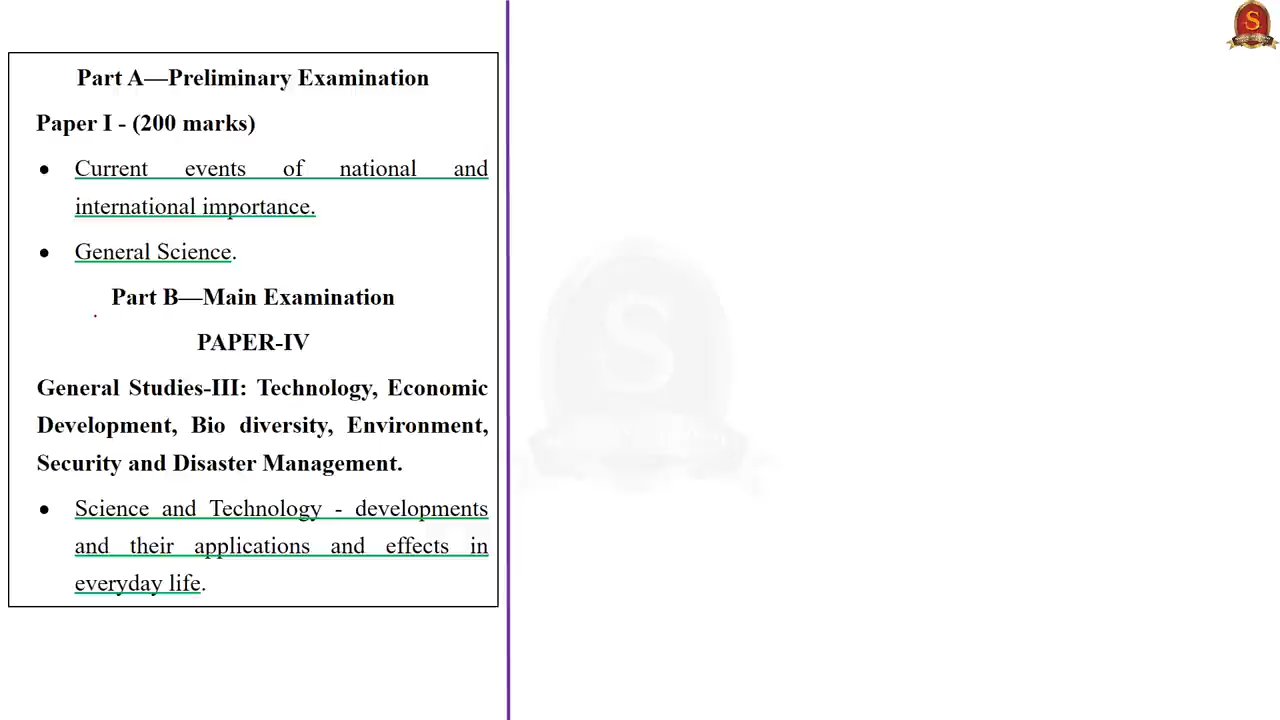 Part A—Preliminary Examination
Paper I - (200 marks)
● Current events of national and
international importance.
● General Science.
Part B—Main Examination
PAPER-IV
General Studies-III: Technology, Economic
Development, Bio diversity, Environment,
Security and Disaster Management.
● Science and Technology - developments
and their applications and effects in
everyday life.
S
S